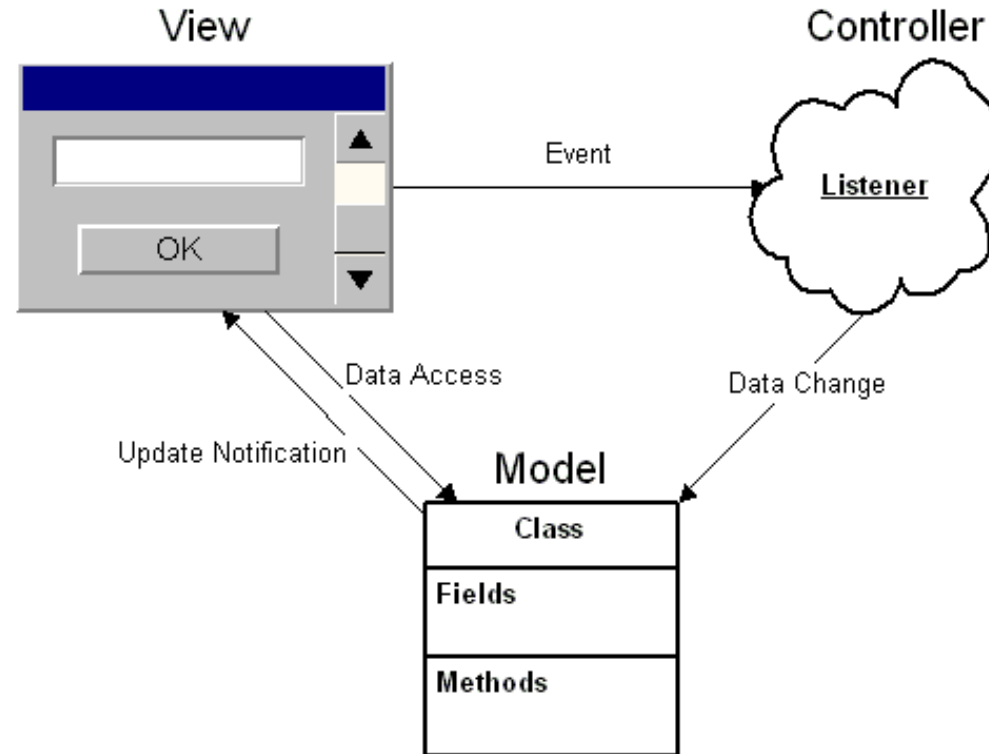 View
Controller
Event
Listener
OK
Data Access
Data Change
Update Notification
Model
Class
Fields
Methods